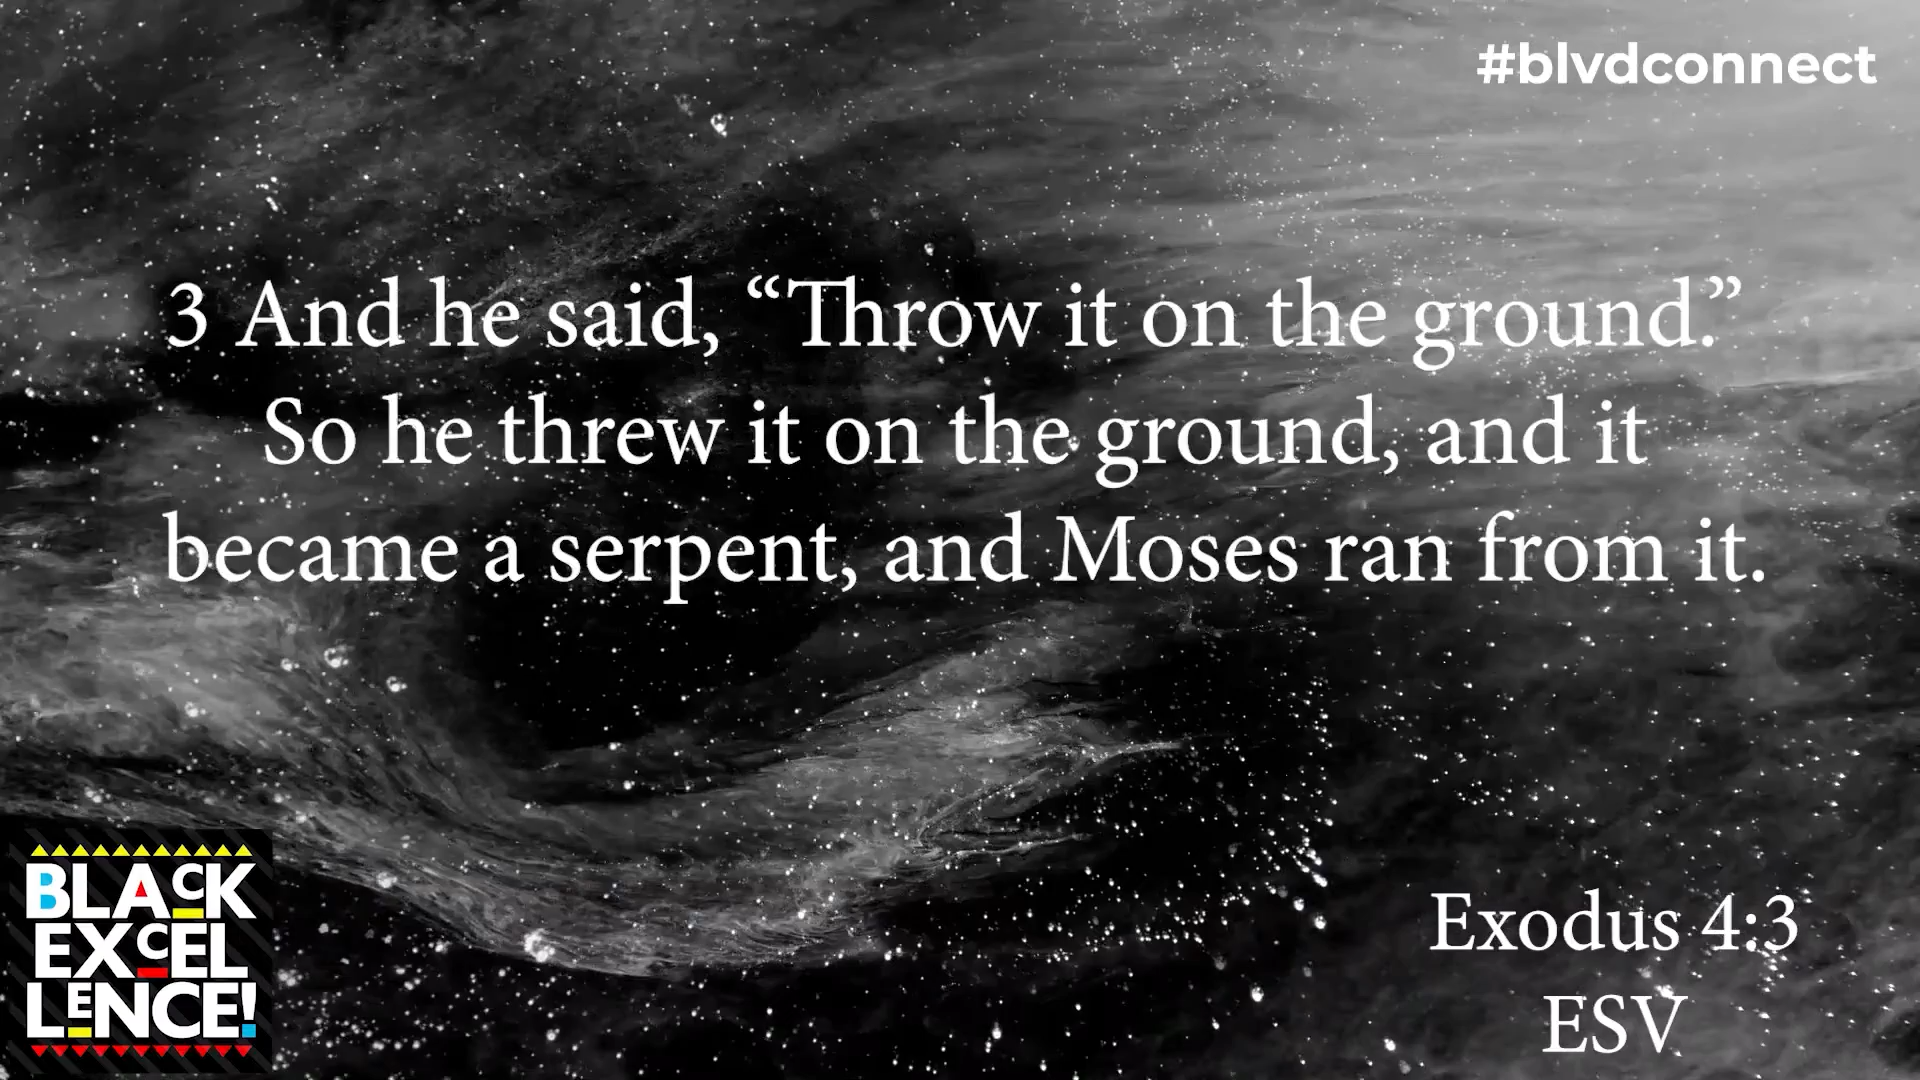 #blvdconnect
3 And he said, “Throw it on the ground.”
So he threw it on the ground, and it
became a serpent, and Moses ran from it.
Exodus 4:3
ESV
BLACK
EXCEL
LENCE!